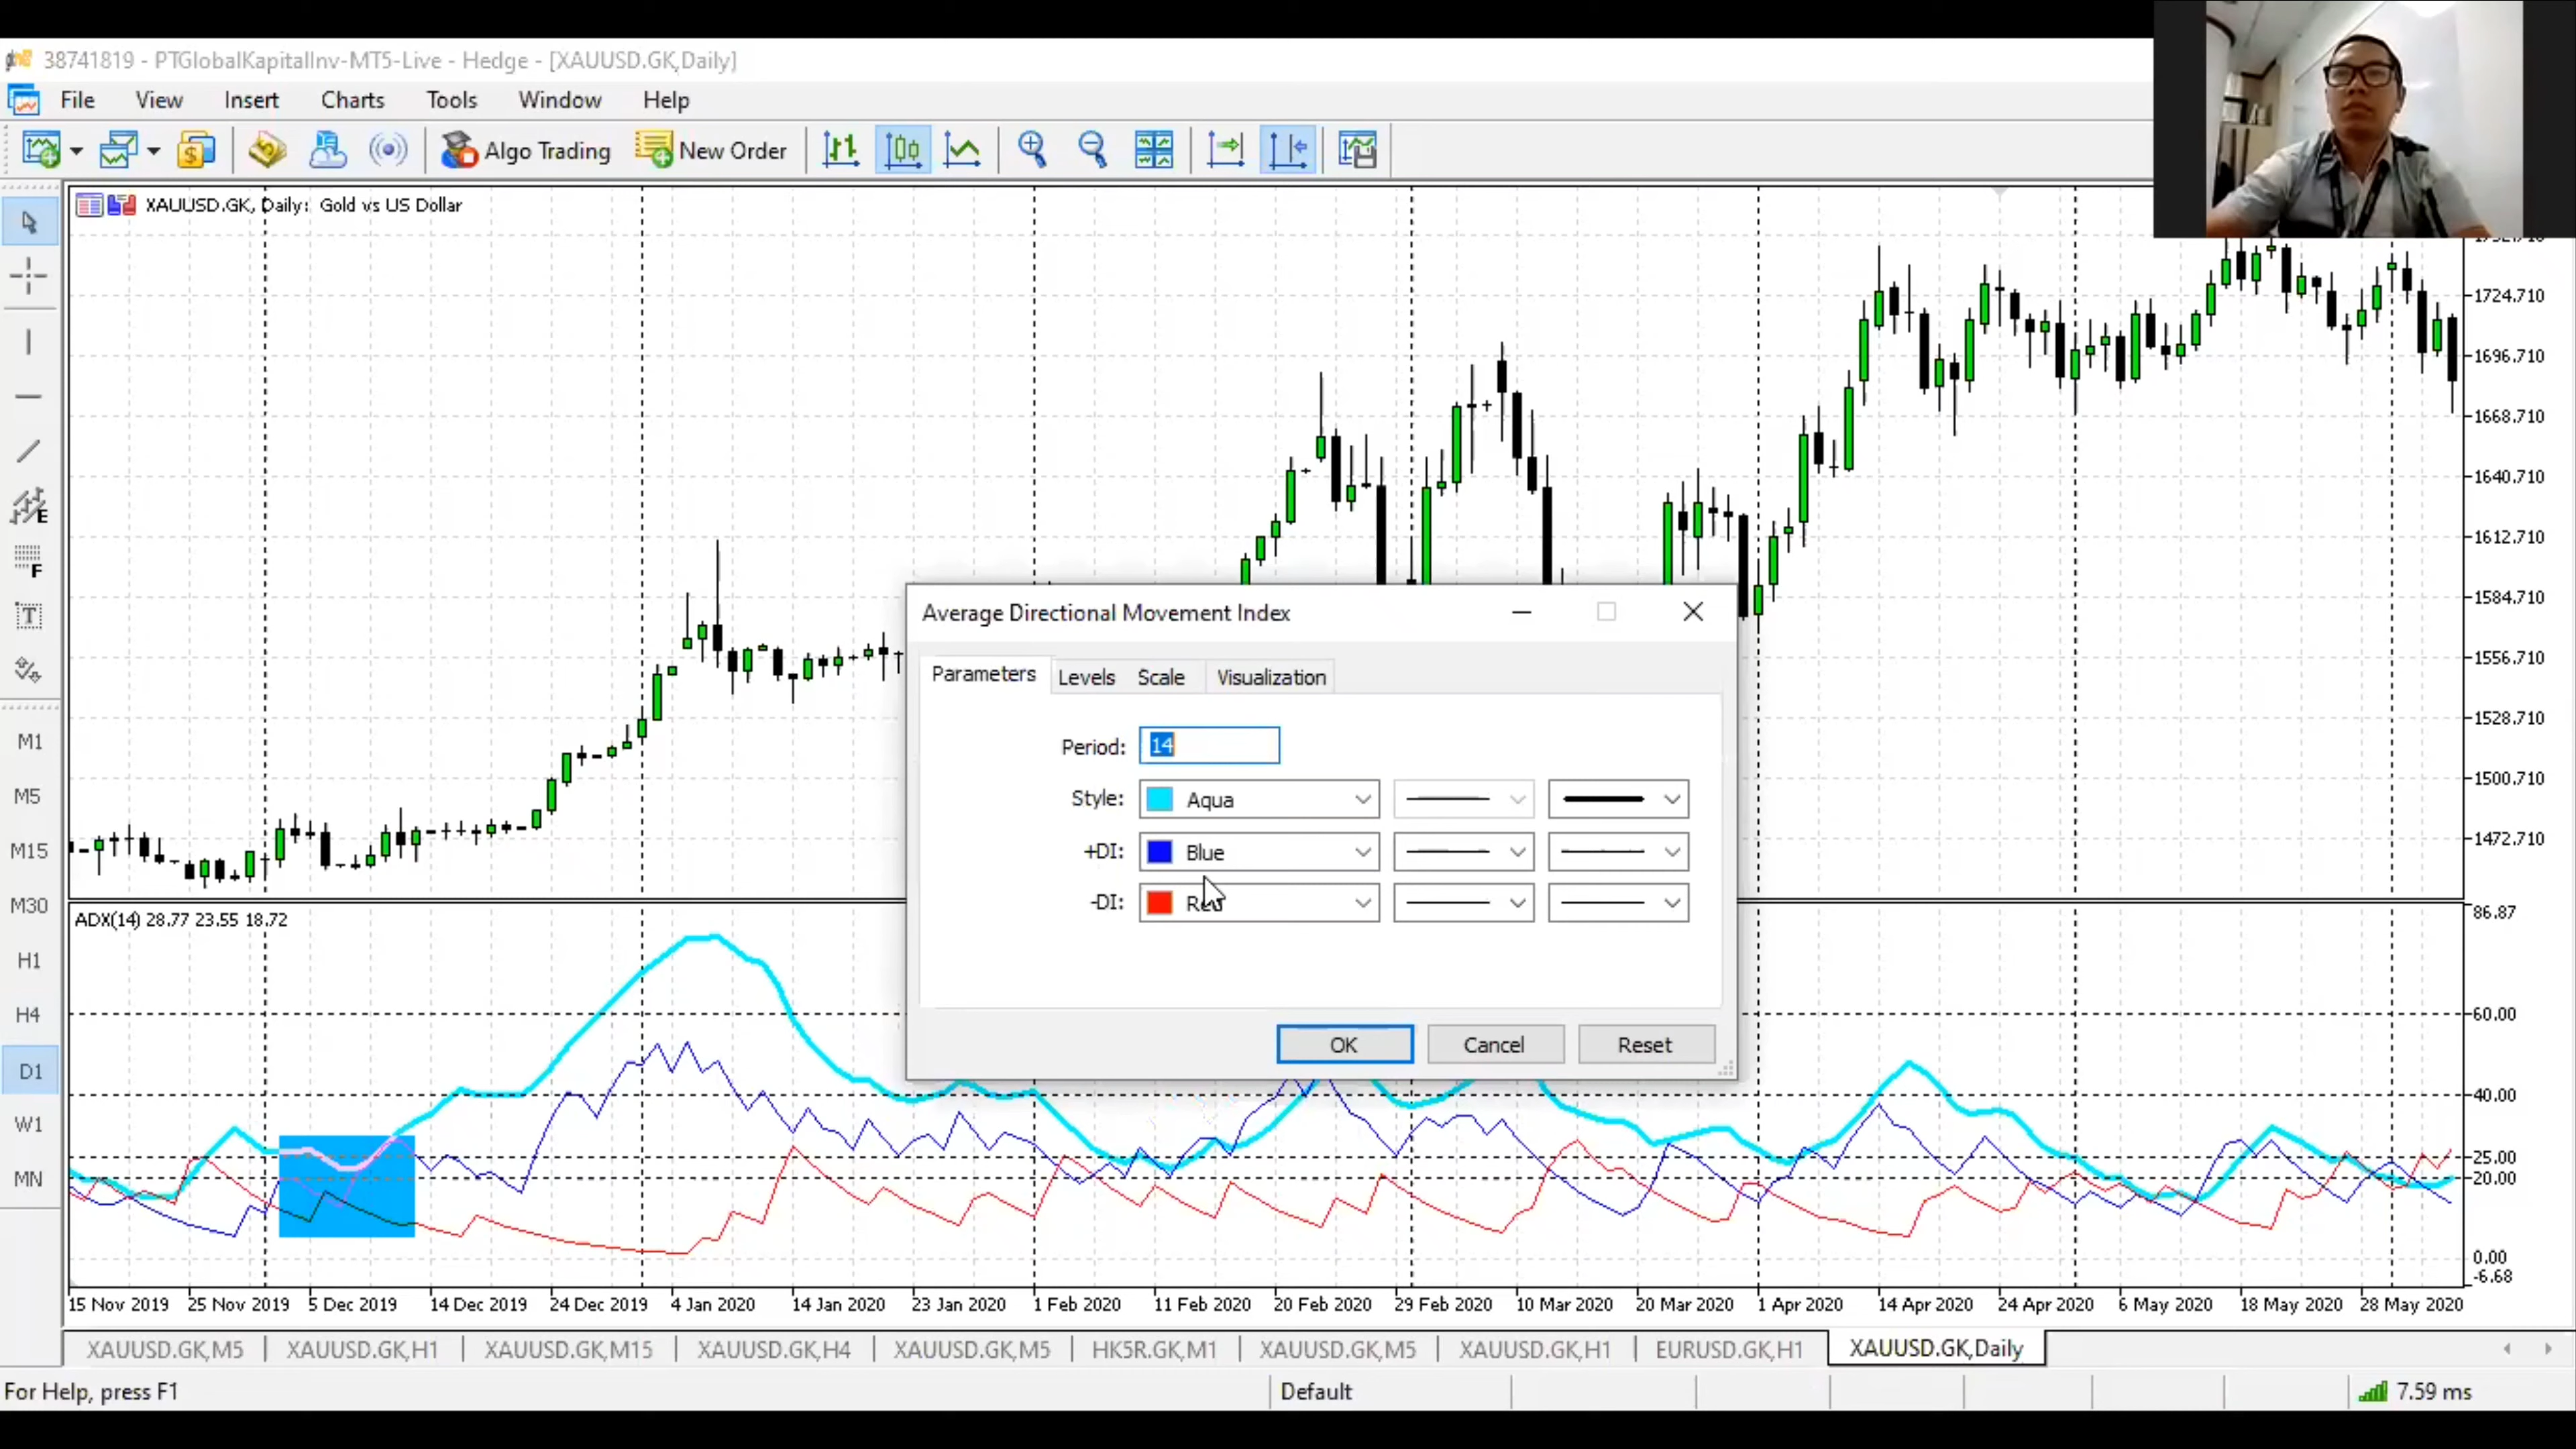 38741819 - PTGlobalKapitalInv-MT5-Live - Hedge - [XAUUSD.GK,Daily]
File View Insert Charts Tools Window Help
Algo Trading New Order
XAUUSD.GK, Daily: Gold vs US Dollar
E
F
T
M1
M5
M15
M30
H1
H4
D1
W1
MN
1724.710
1696.710
1668.710
1640.710
1612.710
1584.710
1556.710
1528.710
1500.710
1472.710
Average Directional Movement Index
Parameters Levels Scale Visualization
Period: 14
Style: Aqua
+DI: Blue
-DI: Red
OK Cancel Reset
ADX(14) 28.77 23.55 18.72
86.87
60.00
40.00
25.00
20.00
0.00
-6.68
15 Nov 2019 25 Nov 2019 5 Dec 2019 14 Dec 2019 24 Dec 2019 4 Jan 2020 14 Jan 2020 23 Jan 2020 1 Feb 2020 11 Feb 2020 20 Feb 2020 29 Feb 2020 10 Mar 2020 20 Mar 2020 1 Apr 2020 14 Apr 2020 24 Apr 2020 6 May 2020 18 May 2020 28 May 2020
XAUUSD.GK,M5 XAUUSD.GK,H1 XAUUSD.GK,M15 XAUUSD.GK,H4 XAUUSD.GK,M5 HK5R.GK,M1 XAUUSD.GK,M5 XAUUSD.GK,H1 EURUSD.GK,H1 XAUUSD.GK,Daily
For Help, press F1 Default 7.59 ms